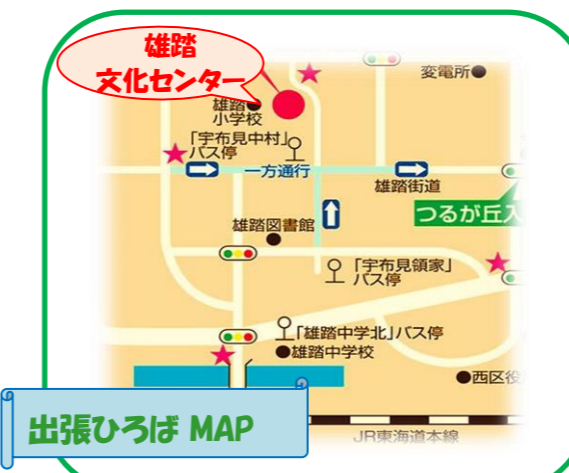 雄踏
文化センター
変電所
雄踏
小学校
「宇布見中村」
バス停
一方通行
雄踏街道
つるが丘入
雄踏図書館
「宇布見領家」
バス停
「雄踏中学北」バス停
雄踏中学校
西区役
出張ひろば MAP
JR東海道本線